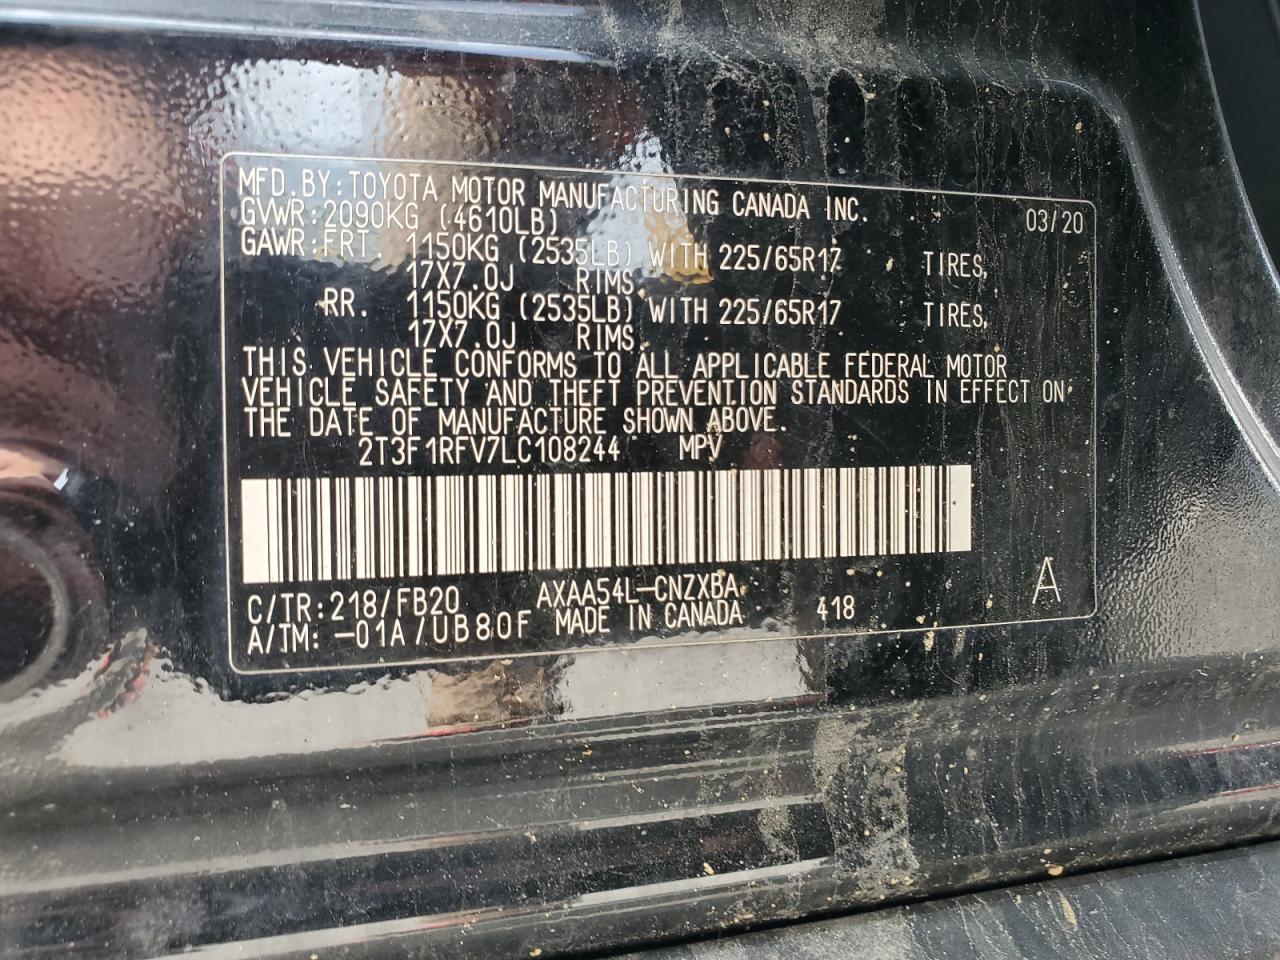 MFD.BY:TOYOTA MOTOR MANUFACTURING CANADA INC. 03/20
GVWR:2090KG (4610LB)
GAWR:FRT. 1150KG (2535LB) WITH 225/65R17 TIRES,
17X7.0J RIMS,
RR. 1150KG (2535LB) WITH 225/65R17 TIRES,
17X7.0J RIMS,
THIS VEHICLE CONFORMS TO ALL APPLICABLE FEDERAL MOTOR
VEHICLE SAFETY AND THEFT PREVENTION STANDARDS IN EFFECT ON
THE DATE OF MANUFACTURE SHOWN ABOVE.
2T3F1RFV7LC108244 MPV
C/TR:218/FB20 AXAA54L-CNZXBA A
A/TM:-01A/UB80F MADE IN CANADA 418